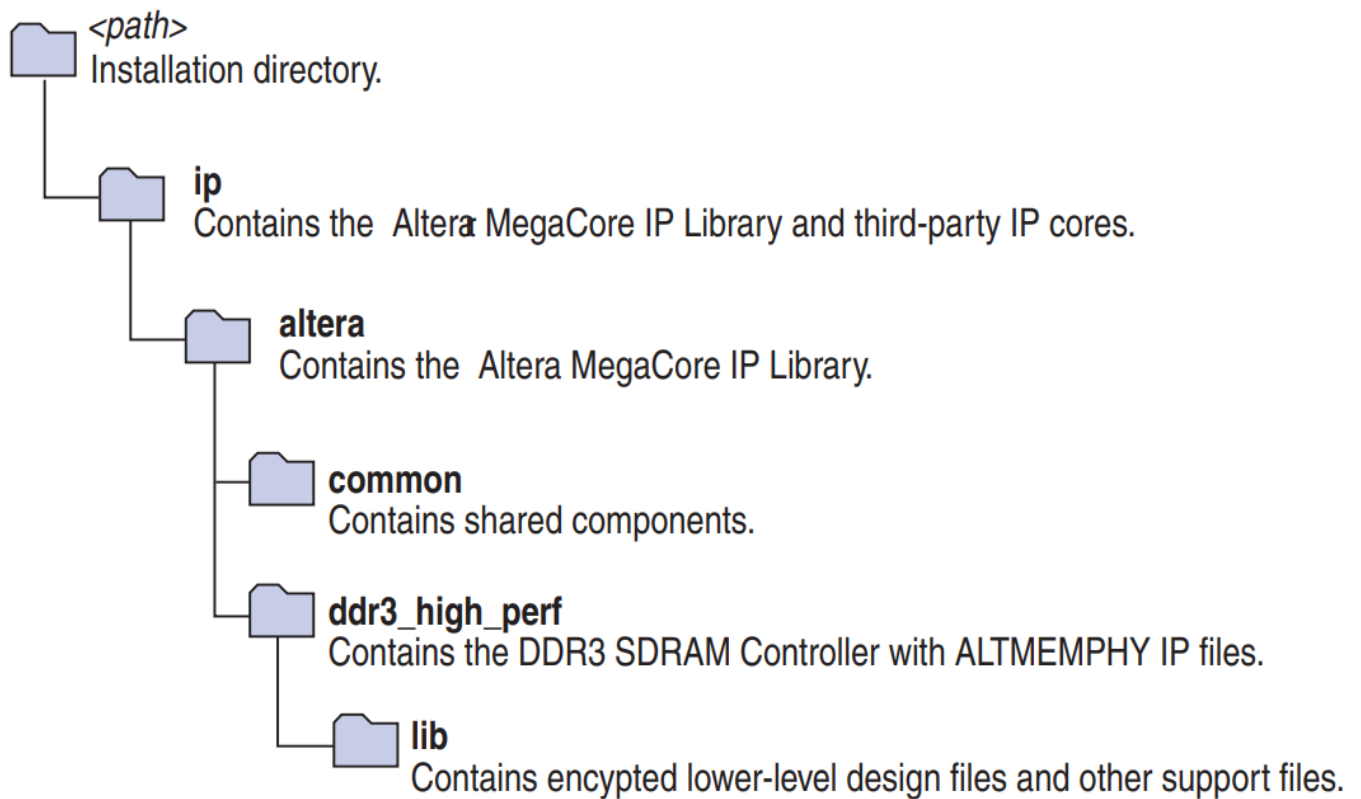 <path>
Installation directory.
ip
Contains the Altera MegaCore IP Library and third-party IP cores.
altera
Contains the Altera MegaCore IP Library.
common
Contains shared components.
ddr3_high_perf
Contains the DDR3 SDRAM Controller with ALTMEMPHY IP files.
lib
Contains encypted lower-level design files and other support files.